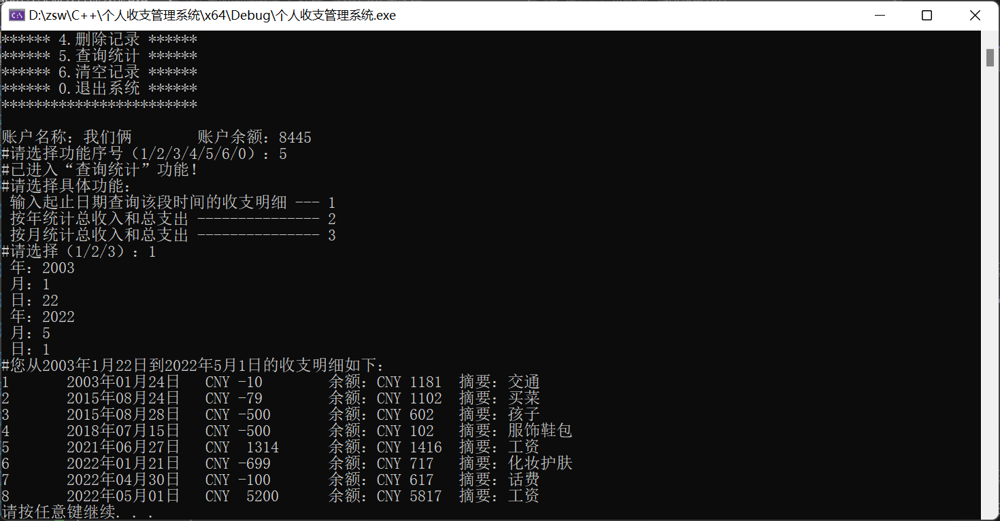 D:\zsw\C++\个人收支管理系统\x64\Debug\个人收支管理系统.exe
****** 4.删除记录 ******
****** 5.查询统计 ******
****** 6.清空记录 ******
****** 0.退出系统 ******
************************
账户名称：我们俩        账户余额：8445
#请选择功能序号（1/2/3/4/5/6/0）：5
#已进入“查询统计”功能！
#请选择具体功能：
 输入起止日期查询该段时间的收支明细 --- 1
 按年统计总收入和总支出 --------------- 2
 按月统计总收入和总支出 --------------- 3
#请选择（1/2/3）：1
 年：2003
 月：1
 日：22
 年：2022
 月：5
 日：1
#您从2003年1月22日到2022年5月1日的收支明细如下：
1       2003年01月24日   CNY -10        余额：CNY 1181  摘要：交通
2       2015年08月24日   CNY -79        余额：CNY 1102  摘要：买菜
3       2015年08月28日   CNY -500       余额：CNY 602   摘要：孩子
4       2018年07月15日   CNY -500       余额：CNY 102   摘要：服饰鞋包
5       2021年06月27日   CNY  1314      余额：CNY 1416  摘要：工资
6       2022年01月21日   CNY -699       余额：CNY 717   摘要：化妆护肤
7       2022年04月30日   CNY -100       余额：CNY 617   摘要：话费
8       2022年05月01日   CNY  5200      余额：CNY 5817  摘要：工资
请按任意键继续. . .